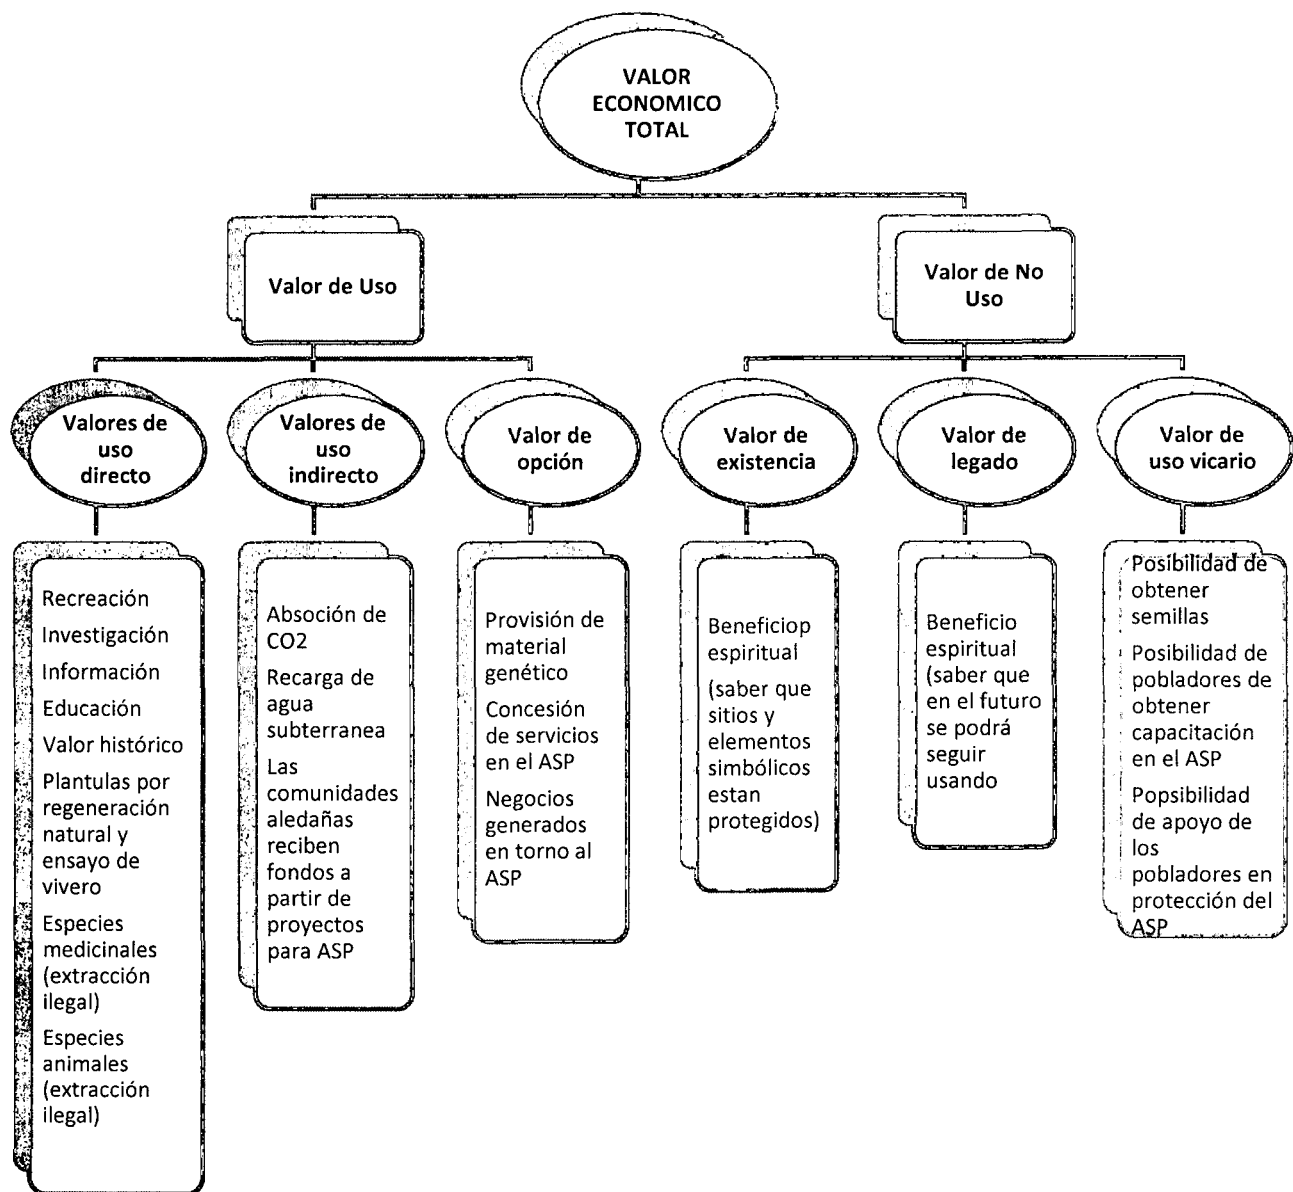 VALOR
ECONOMICO
TOTAL
Valor de Uso
Valor de No
Uso
Valores de
uso
directo
Valores de
uso
indirecto
Valor de
opción
Valor de
existencia
Valor de
legado
Valor de
uso vicario
Recreación
Investigación
Información
Educación
Valor histórico
Plantulas por
regeneración
natural y
ensayo de
vivero
Especies
medicinales
(extracción
ilegal)
Especies
animales
(extracción
ilegal)
Absoción de
CO2
Recarga de
agua
subterranea
Las
comunidades
aledañas
reciben
fondos a
partir de
proyectos
para ASP
Provisión de
material
genético
Concesión
de servicios
en el ASP
Negocios
generados
en torno al
ASP
Beneficiop
espiritual
(saber que
sitios y
elementos
simbólicos
estan
protegidos)
Beneficio
espiritual
(saber que
en el futuro
se podrá
seguir
usando
Posibilidad de
obtener
semillas
Posibilidad de
pobladores de
obtener
capacitación
en el ASP
Popsibilidad
de apoyo de
los
pobladores en
protección del
ASP